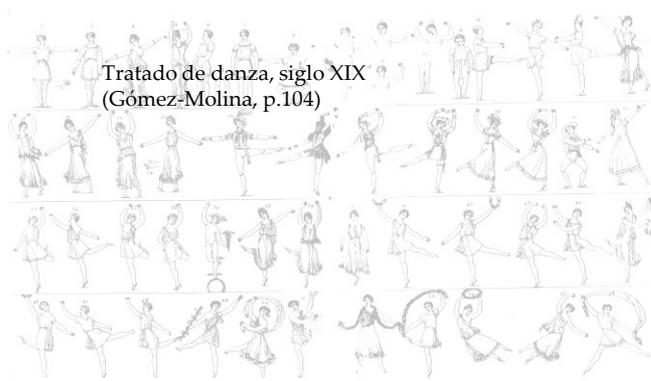 Tratado de danza, siglo XIX
(Gómez-Molina, p.104)